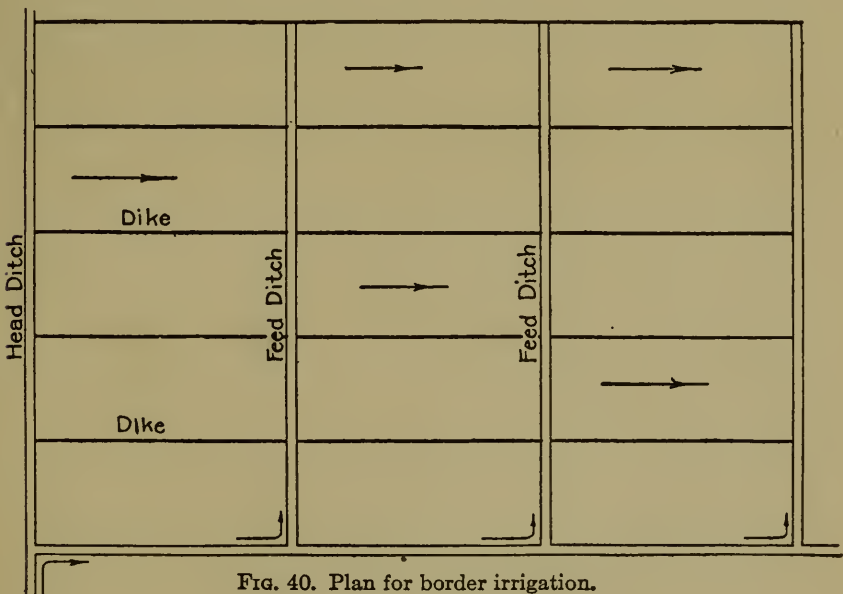 Head Ditch
Dike
Dike
Feed Ditch
Feed Ditch
FIG. 40. Plan for border irrigation.